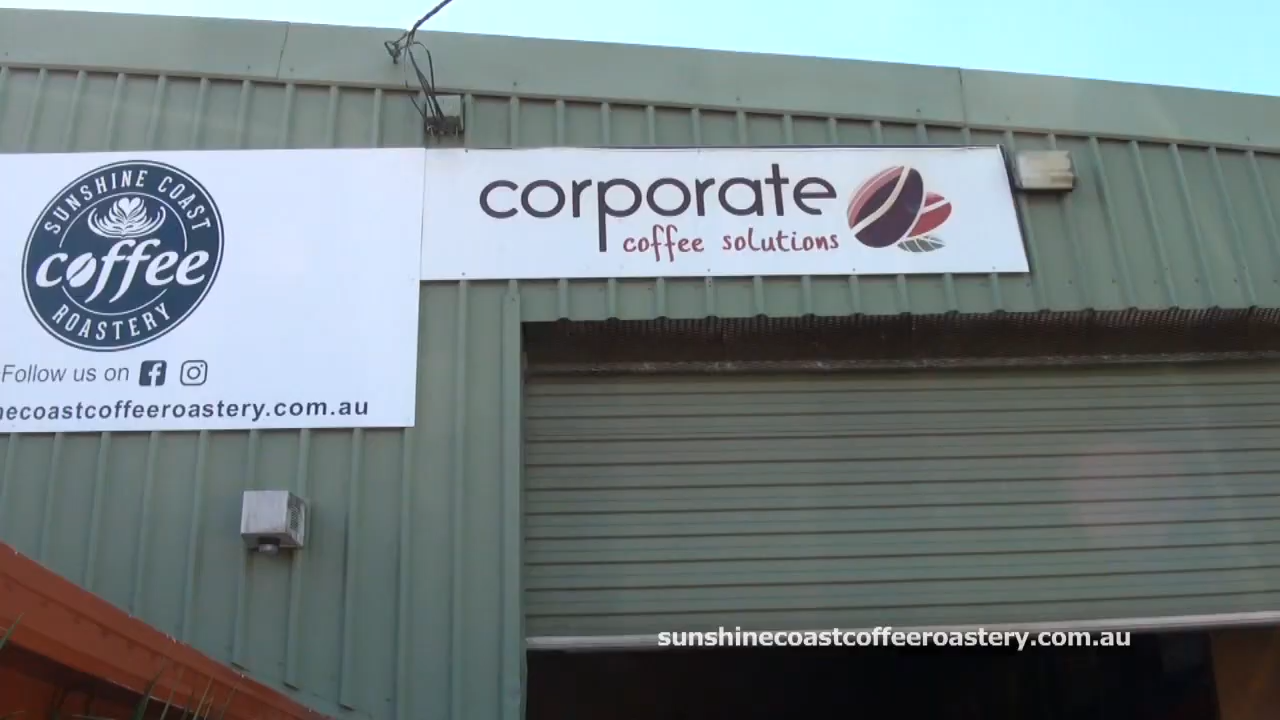 SUNSHINE COAST
coffee
ROASTERY
Follow us on
necoastcoffeeroastery.com.au
corporate
coffee solutions
sunshinecoastcoffeeroastery.com.au